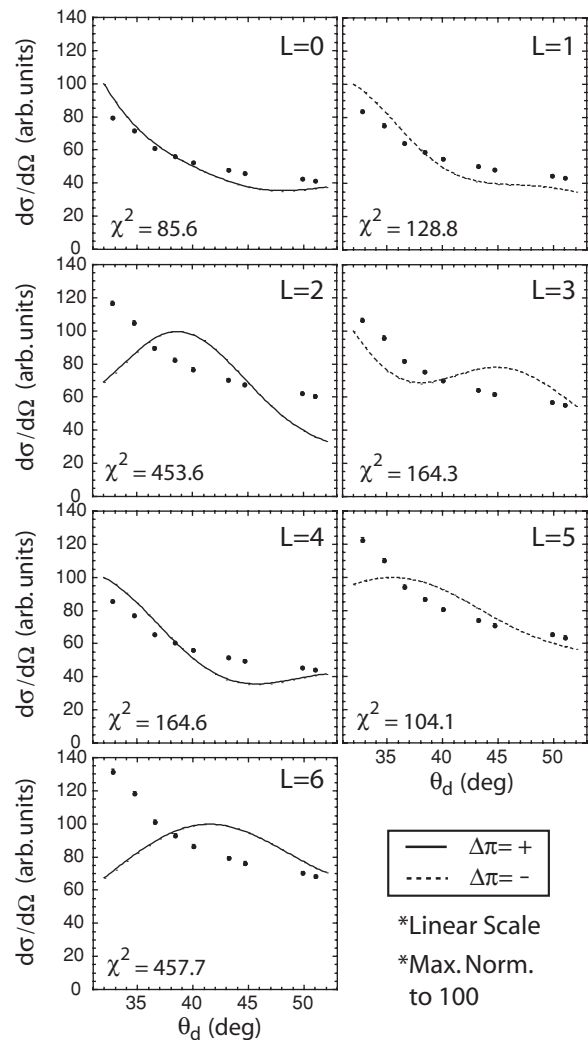 140
120
100
80
60
40
20
0
dσ/dΩ (arb. units)
L=0
χ² = 85.6
L=1
χ² = 128.8
140
120
100
80
60
40
20
0
dσ/dΩ (arb. units)
L=2
χ² = 453.6
L=3
χ² = 164.3
140
120
100
80
60
40
20
0
dσ/dΩ (arb. units)
L=4
χ² = 164.6
L=5
χ² = 104.1
35 40 45 50
θd (deg)
140
120
100
80
60
40
20
0
dσ/dΩ (arb. units)
L=6
χ² = 457.7
35 40 45 50
θd (deg)
Δπ= +
Δπ= -
*Linear Scale
*Max. Norm.
to 100